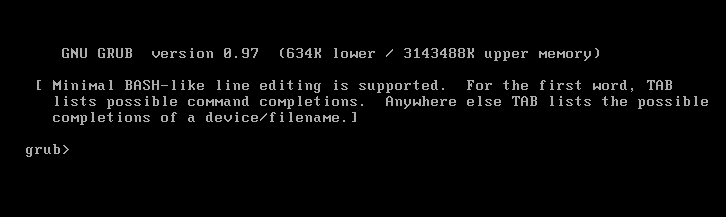 GNU GRUB  version 0.97  (634K lower / 3143488K upper memory)
[ Minimal BASH-like line editing is supported.  For the first word, TAB
lists possible command completions.  Anywhere else TAB lists the possible
completions of a device/filename.]
grub>